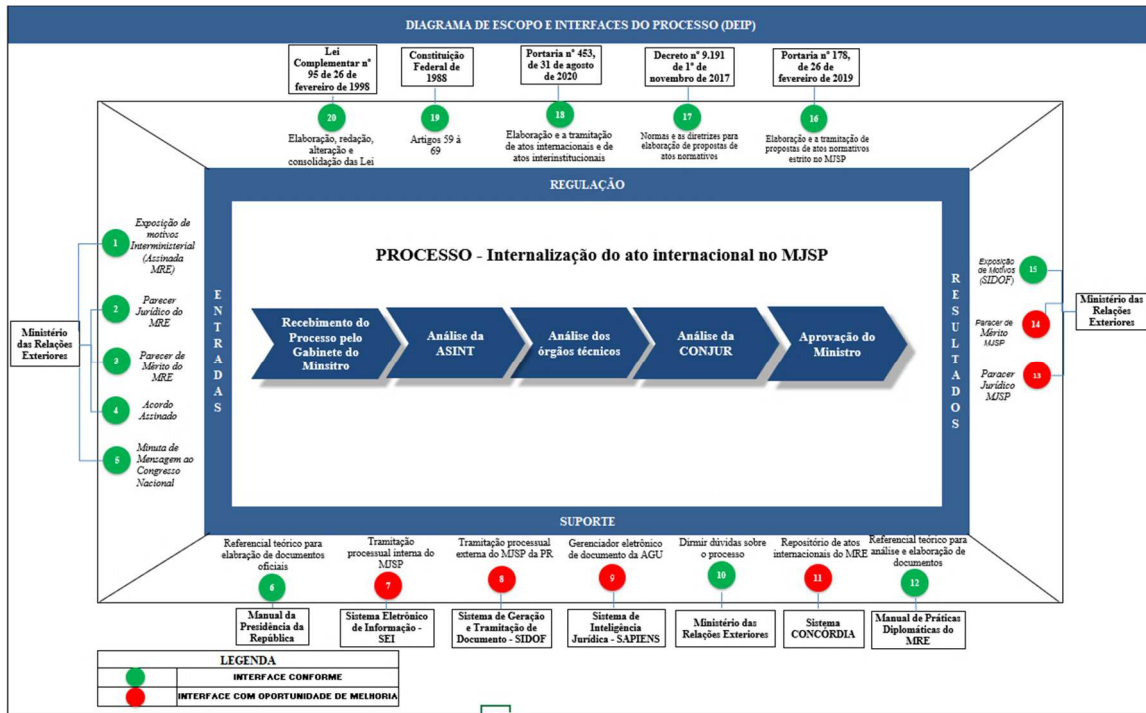 DIAGRAMA DE ESCOPO E INTERFACES DO PROCESSO (DEIP)
Lei
Complementar nº
95 de 26 de
fevereiro de 1998
Constituição
Federal de
1988
Portaria nº 453,
de 31 de agosto
de 2020
Decreto nº 9.191
de 1º de
novembro de 2017
Portaria nº 178,
de 26 de
fevereiro de 2019
20
19
18
17
16
Elaboração, redação,
alteração e
consolidação das Lei
Artigos 59 à
69
Elaboração e a tramitação
de atos internacionais e de
atos interinstitucionais
Normas e as diretrizes para
elaboração de propostas de
atos normativos
Elaboração e a tramitação de
propostas de atos normativos
estrito no MJSP
REGULAÇÃO
Ministério
das Relações
Exteriores
1
Exposição de
motivos
Interministerial
(Assinada
MRE)
2
Parecer
Jurídico do
MRE
3
Parecer de
Mérito do
MRE
4
Acordo
Assinado
5
Minuta de
Mensagem ao
Congresso
Nacional
ENTRADAS
PROCESSO - Internalização do ato internacional no MJSP
Recebimento do
Processo pelo
Gabinete do
Minsitro
Análise da
ASINT
Análise dos
órgãos técnicos
Análise da
CONJUR
Aprovação do
Ministro
RESULTADOS
Exposição
de Motivos
(SIDOF)
15
Parecer de
Mérito
MJSP
14
Paracer
Jurídico
MJSP
13
Ministério das
Relações
Exteriores
SUPORTE
Referencial teórico para
elabração de documentos
oficiais
Tramitação
processual interna do
MJSP
Tramitação processual
externa do MJSP da PR
Gerenciador eletrônico
de documento da AGU
Dirmir dúvidas sobre
o processo
Repositório de atos
internacionais do MRE
Referencial teórico para
análise e elaboração de
documentos
6
7
8
9
10
11
12
Manual da
Presidência da
República
Sistema Eletrônico
de Informação -
SEI
Sistema de Geração
e Tramitação de
Documento - SIDOF
Sistema de
Inteligência
Jurídica - SAPIENS
Ministério das
Relações Exteriores
Sistema
CONCÓRDIA
Manual de Práticas
Diplomáticas do
MRE
LEGENDA
INTERFACE CONFORME
INTERFACE COM OPORTUNIDADE DE MELHORIA